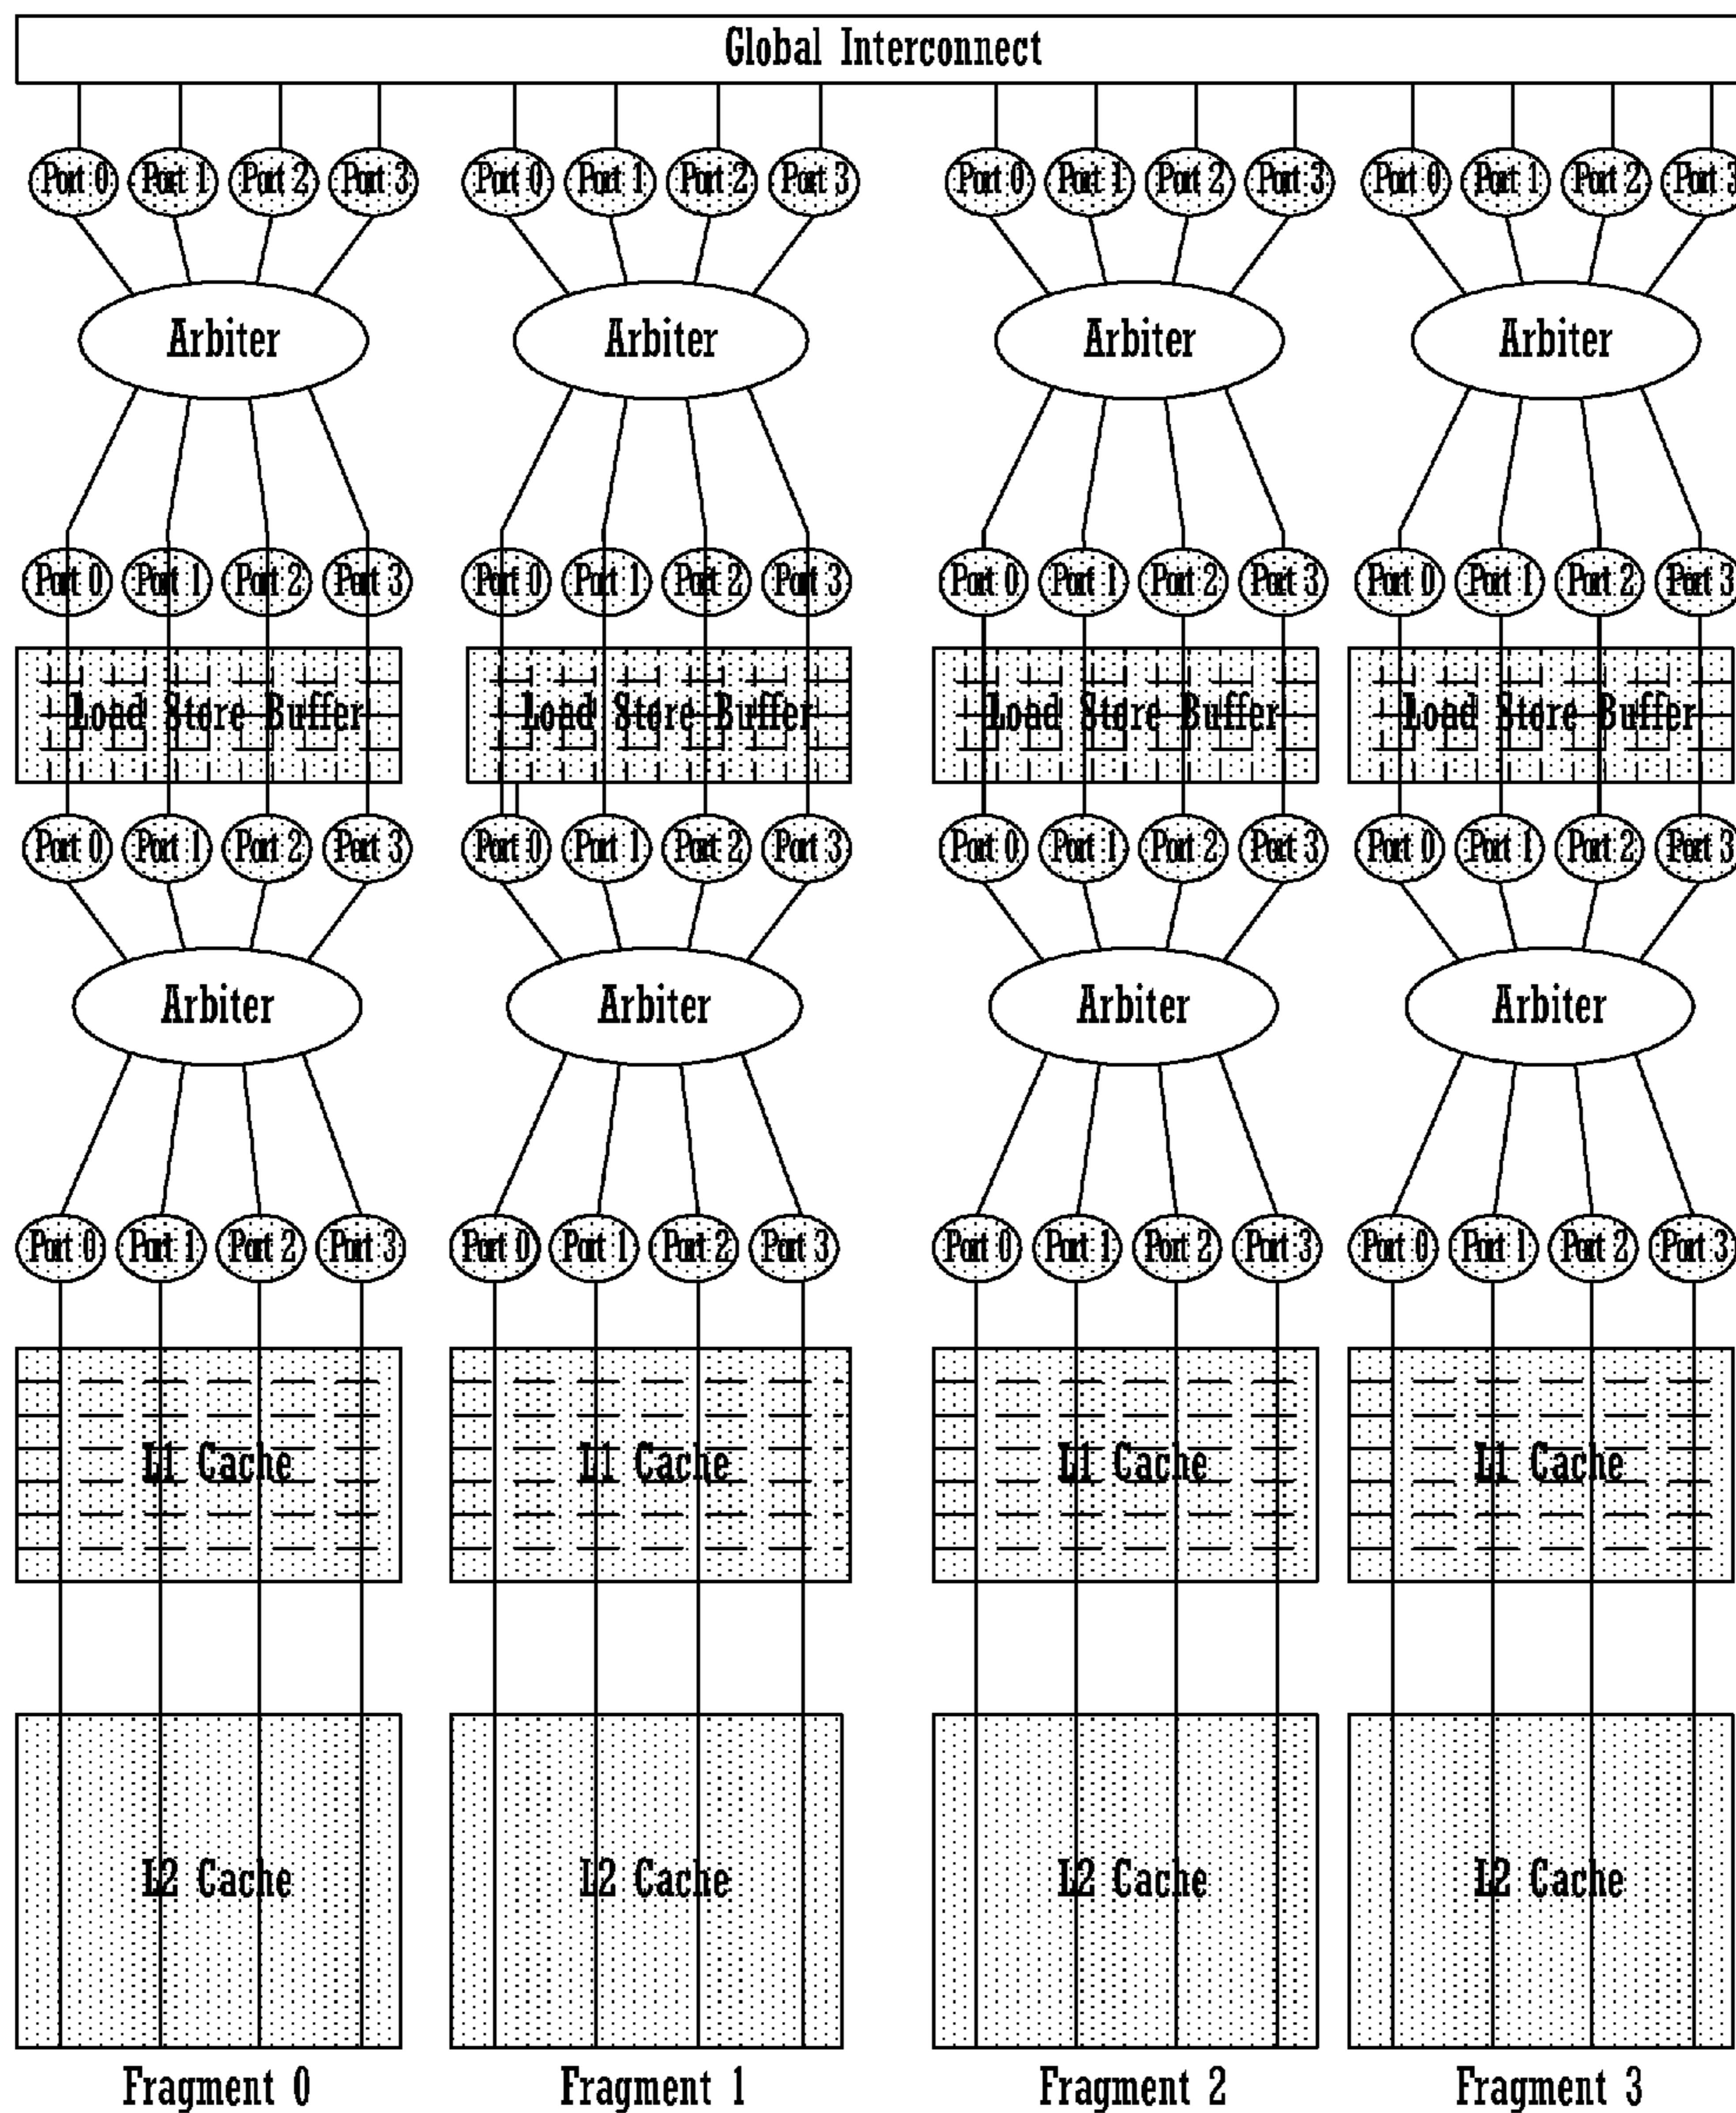 Global Interconnect
Port 0 Port 1 Port 2 Port 3 Port 0 Port 1 Port 2 Port 3 Port 0 Port 1 Port 2 Port 3 Port 0 Port 1 Port 2 Port 3
Arbiter Arbiter Arbiter Arbiter
Port 0 Port 1 Port 2 Port 3 Port 0 Port 1 Port 2 Port 3 Port 0 Port 1 Port 2 Port 3 Port 0 Port 1 Port 2 Port 3
Load Store Buffer Load Store Buffer Load Store Buffer Load Store Buffer
Port 0 Port 1 Port 2 Port 3 Port 0 Port 1 Port 2 Port 3 Port 0 Port 1 Port 2 Port 3 Port 0 Port 1 Port 2 Port 3
Arbiter Arbiter Arbiter Arbiter
Port 0 Port 1 Port 2 Port 3 Port 0 Port 1 Port 2 Port 3 Port 0 Port 1 Port 2 Port 3 Port 0 Port 1 Port 2 Port 3
L1 Cache L1 Cache L1 Cache L1 Cache
L2 Cache L2 Cache L2 Cache L2 Cache
Fragment 0 Fragment 1 Fragment 2 Fragment 3